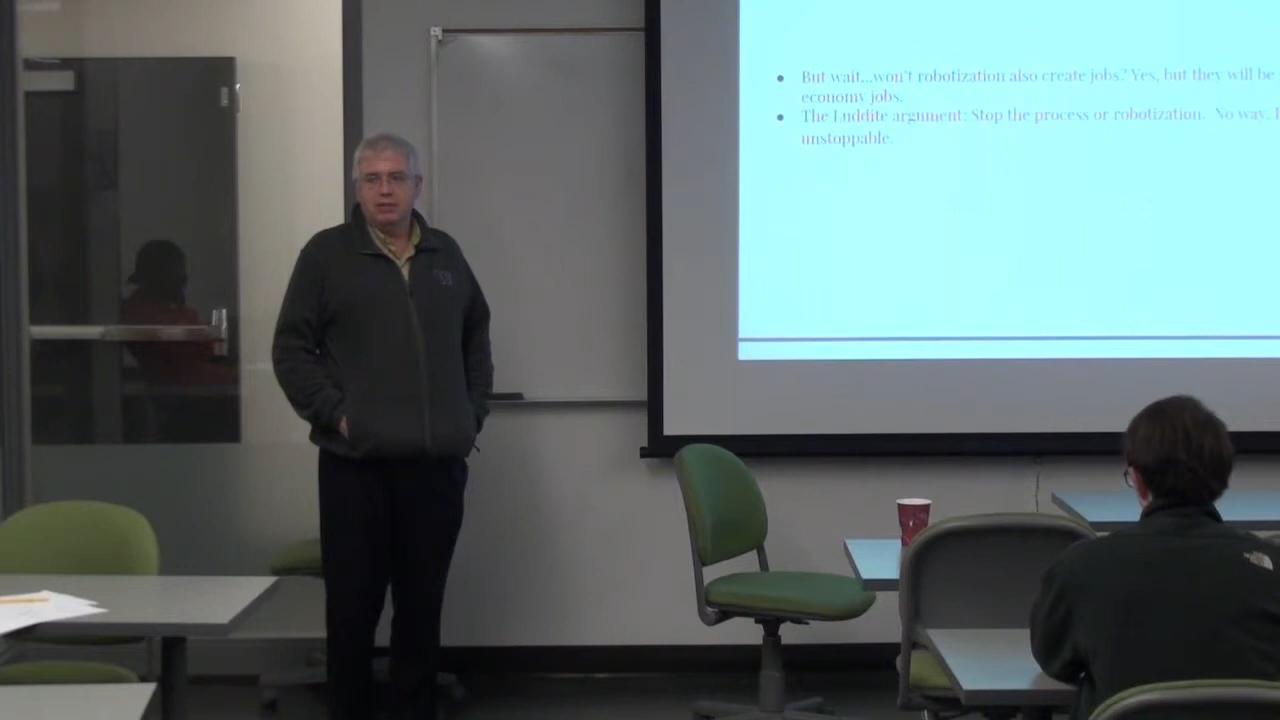 But wait...won't robotization also create jobs? Yes, but they will be
economy jobs.
The Luddite argument: Stop the process or robotization. No way.
unstoppable.